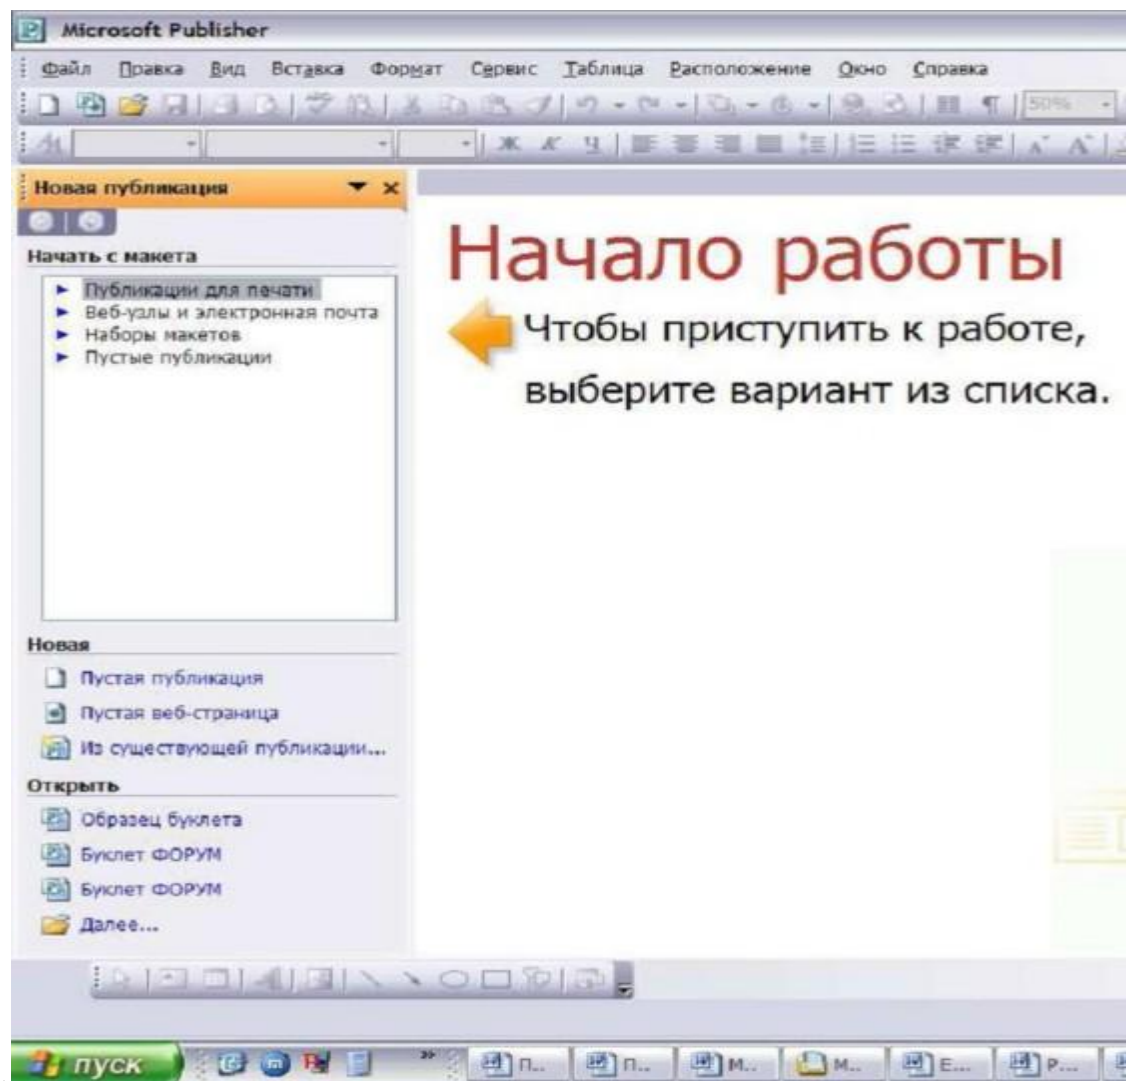 Microsoft Publisher
Файл Правка Вид Вставка Формат Сервис Таблица Расположение Окно Справка
50%
Ж К Ч
Новая публикация
Начать с макета
Публикации для печати
Веб-узлы и электронная почта
Наборы макетов
Пустые публикации
Начало работы
Чтобы приступить к работе,
выберите вариант из списка.
Новая
Пустая публикация
Пустая веб-страница
Из существующей публикации...
Открыть
Образец буклета
Буклет ФОРУМ
Буклет ФОРУМ
Далее...
пуск
П... П... М... М... Е... Р...